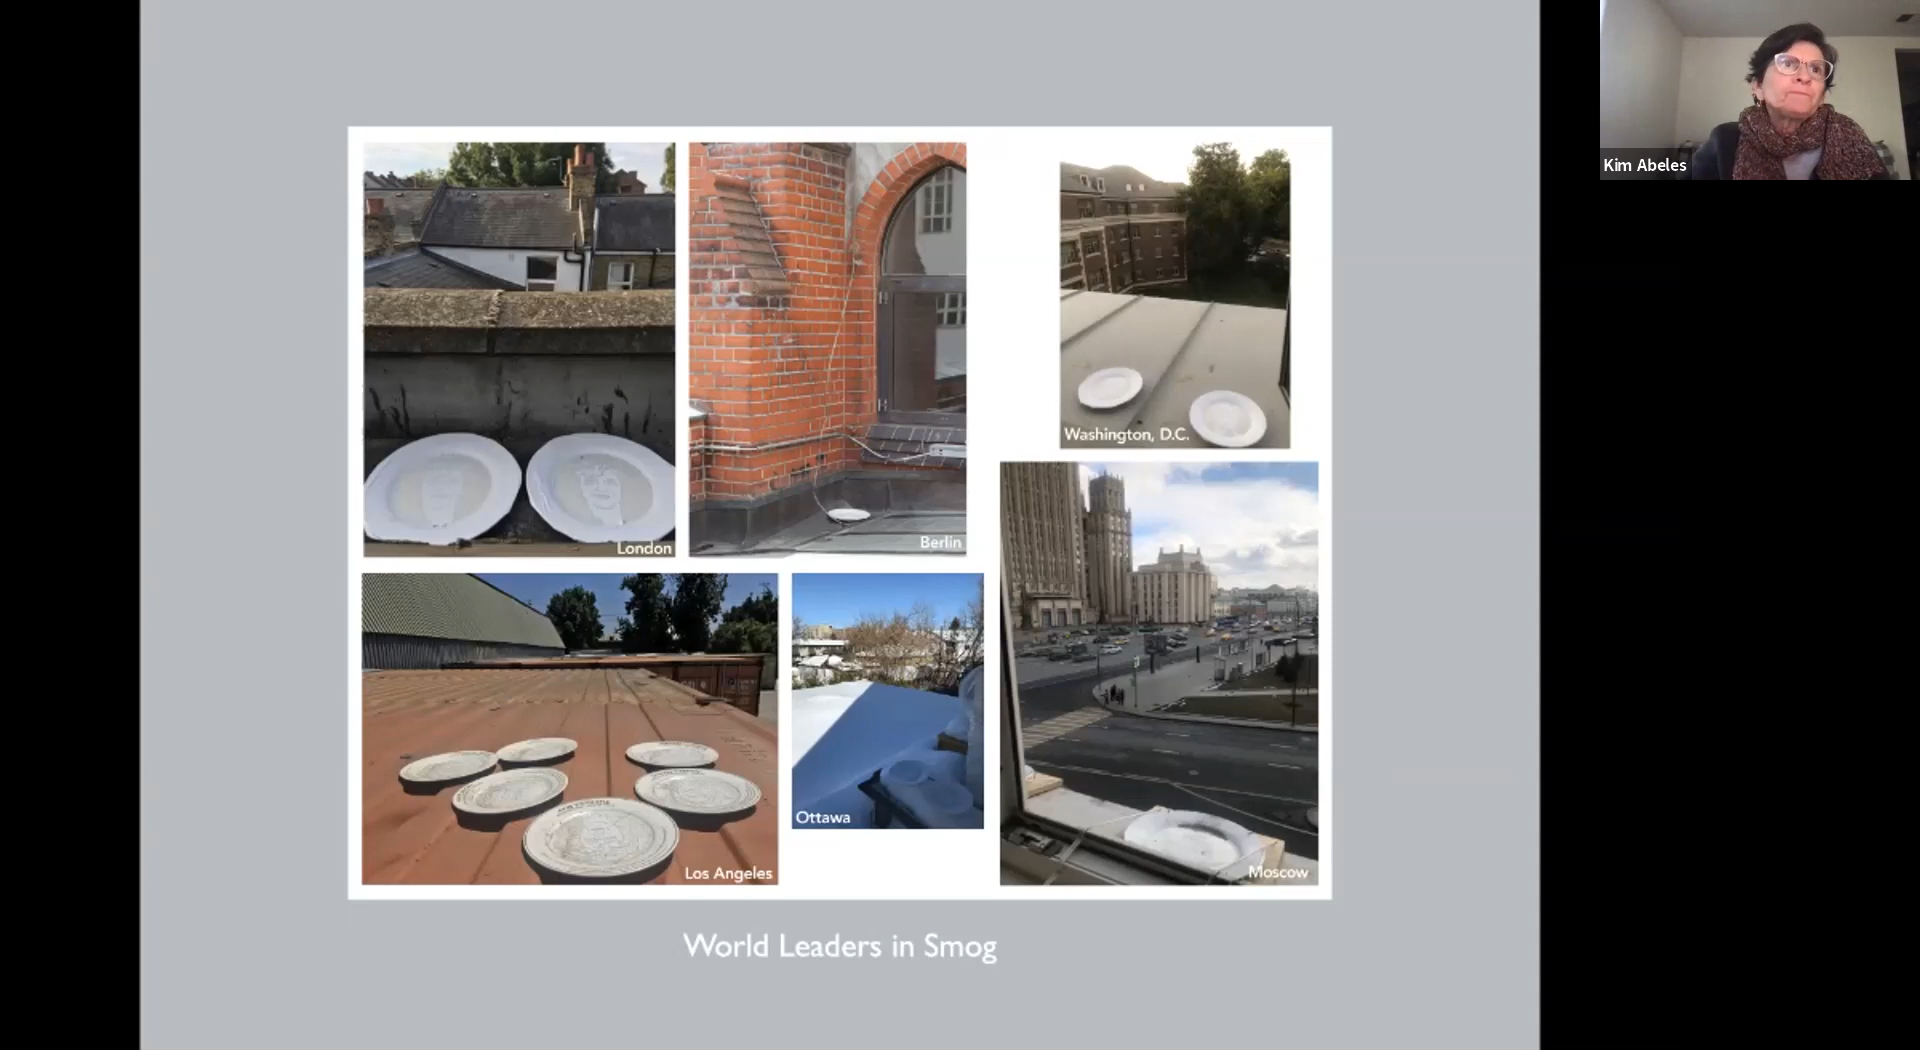 Kim Abeles
Washington, D.C.
London
Berlin
Ottawa
Los Angeles
Moscow
World Leaders in Smog